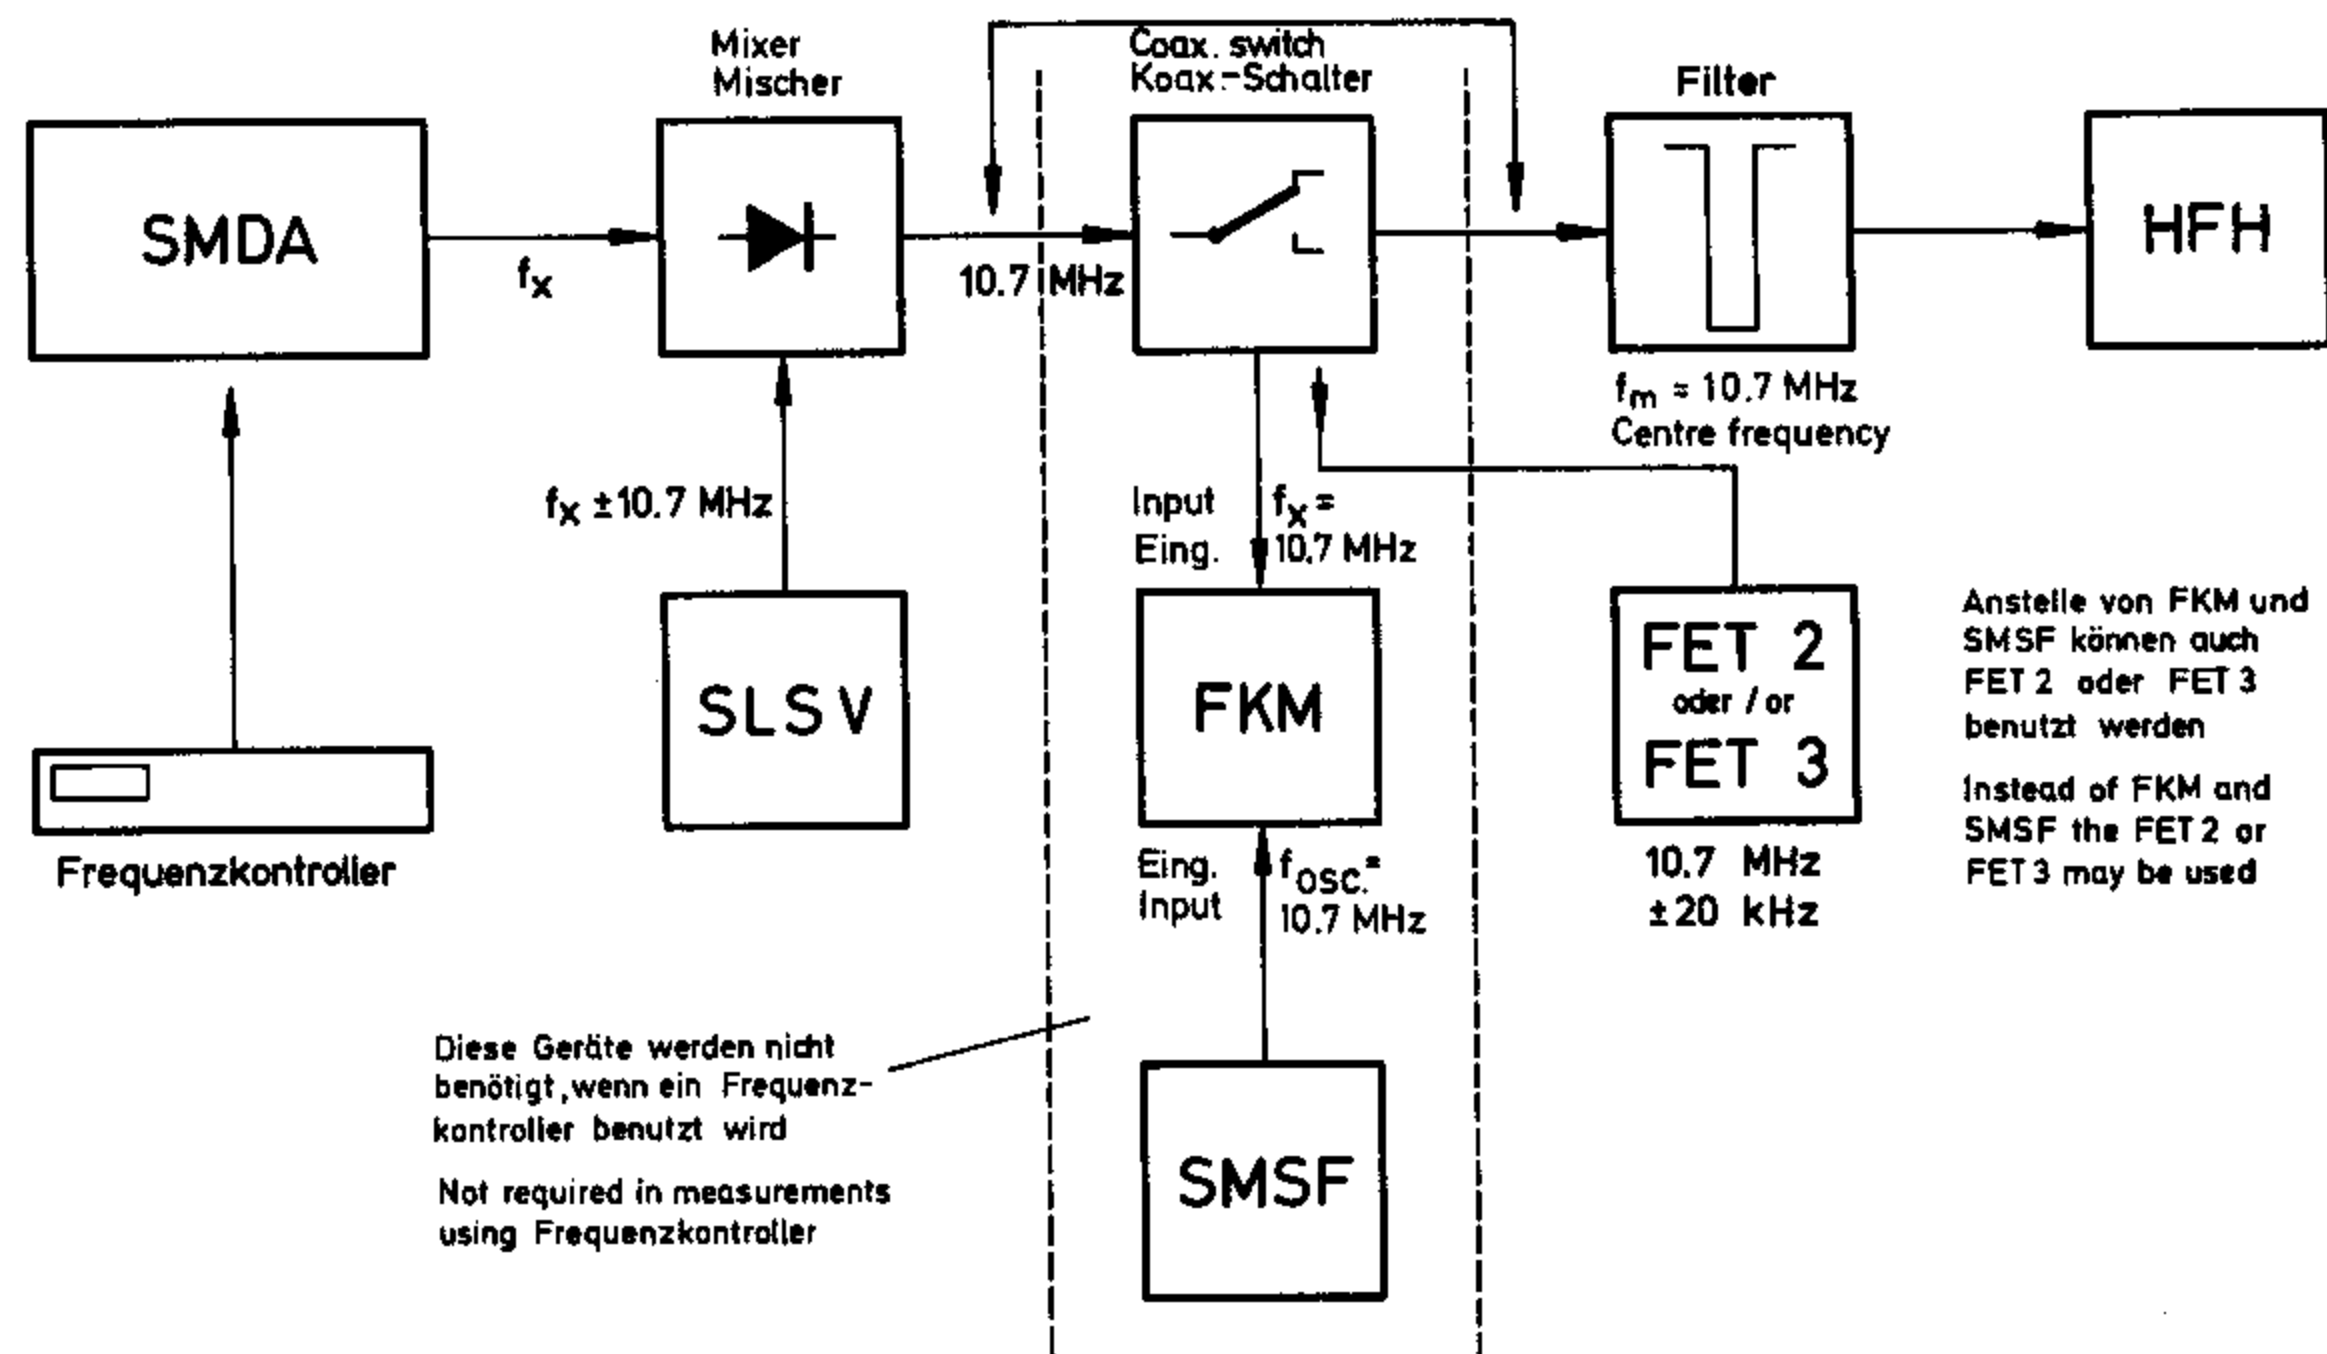 Mixer
Mischer
Coax. switch
Koax.-Schalter
Filter
SMDA
HFH
fx
10.7 MHz
fm = 10.7 MHz
Centre frequency
fx ±10.7 MHz
Input
Eing.
fx =
10.7 MHz
SLSV
FKM
FET 2
oder / or
FET 3
10.7 MHz
±20 kHz
Anstelle von FKM und
SMSF können auch
FET 2 oder FET 3
benutzt werden
Instead of FKM and
SMSF the FET 2 or
FET 3 may be used
Frequenzkontroller
Eing.
Input
fosc.=
10.7 MHz
Diese Geräte werden nicht
benötigt, wenn ein Frequenz-
kontroller benutzt wird
Not required in measurements
using Frequenzkontroller
SMSF